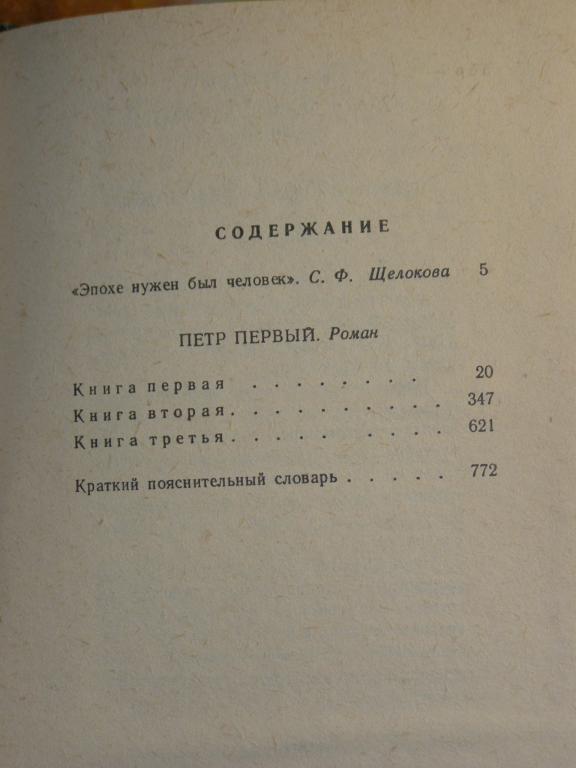 СОДЕРЖАНИЕ
«Эпохе нужен был человек». С. Ф. Щелокова 5
ПЕТР ПЕРВЫЙ. Роман
Книга первая . . . . . . . . 20
Книга вторая. . . . . . . . . . 347
Книга третья. . . . . . . . 621
Краткий пояснительный словарь . . . . . 772